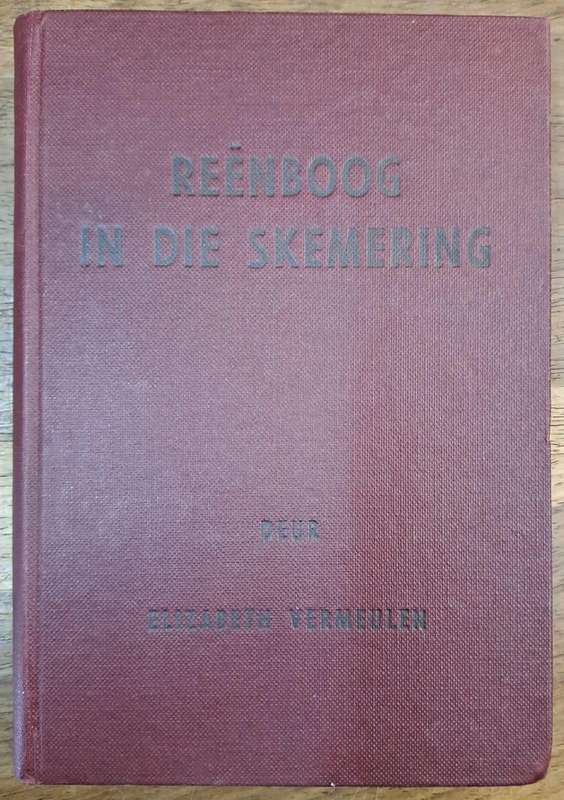 REËNBOOG
IN DIE SKEMERING
DEUR
ELIZABETH VERMEULEN